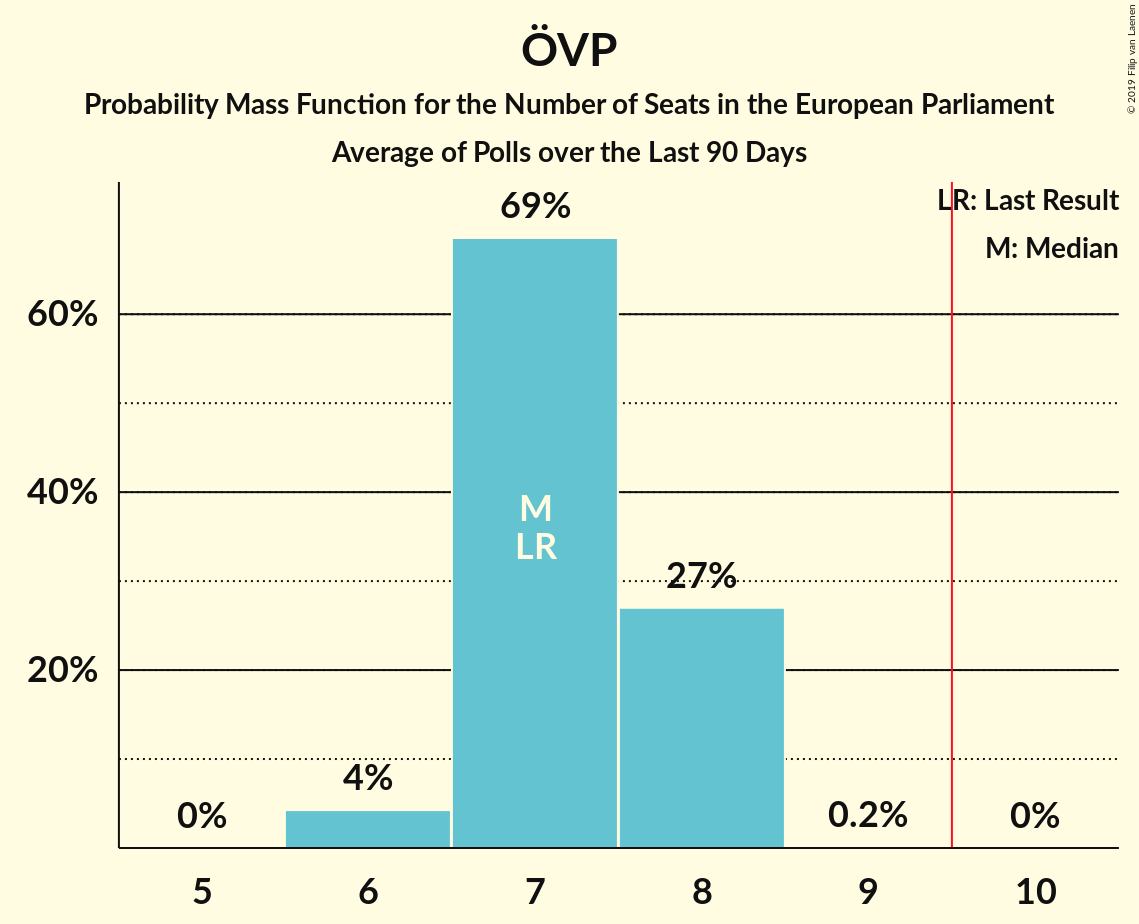 ÖVP
Probability Mass Function for the Number of Seats in the European Parliament
Average of Polls over the Last 90 Days
© 2019 Filip van Laenen
LR: Last Result
M: Median
69%
60%
40%
20%
M
LR
27%
4%
0%
0.2%
0%
5 6 7 8 9 10